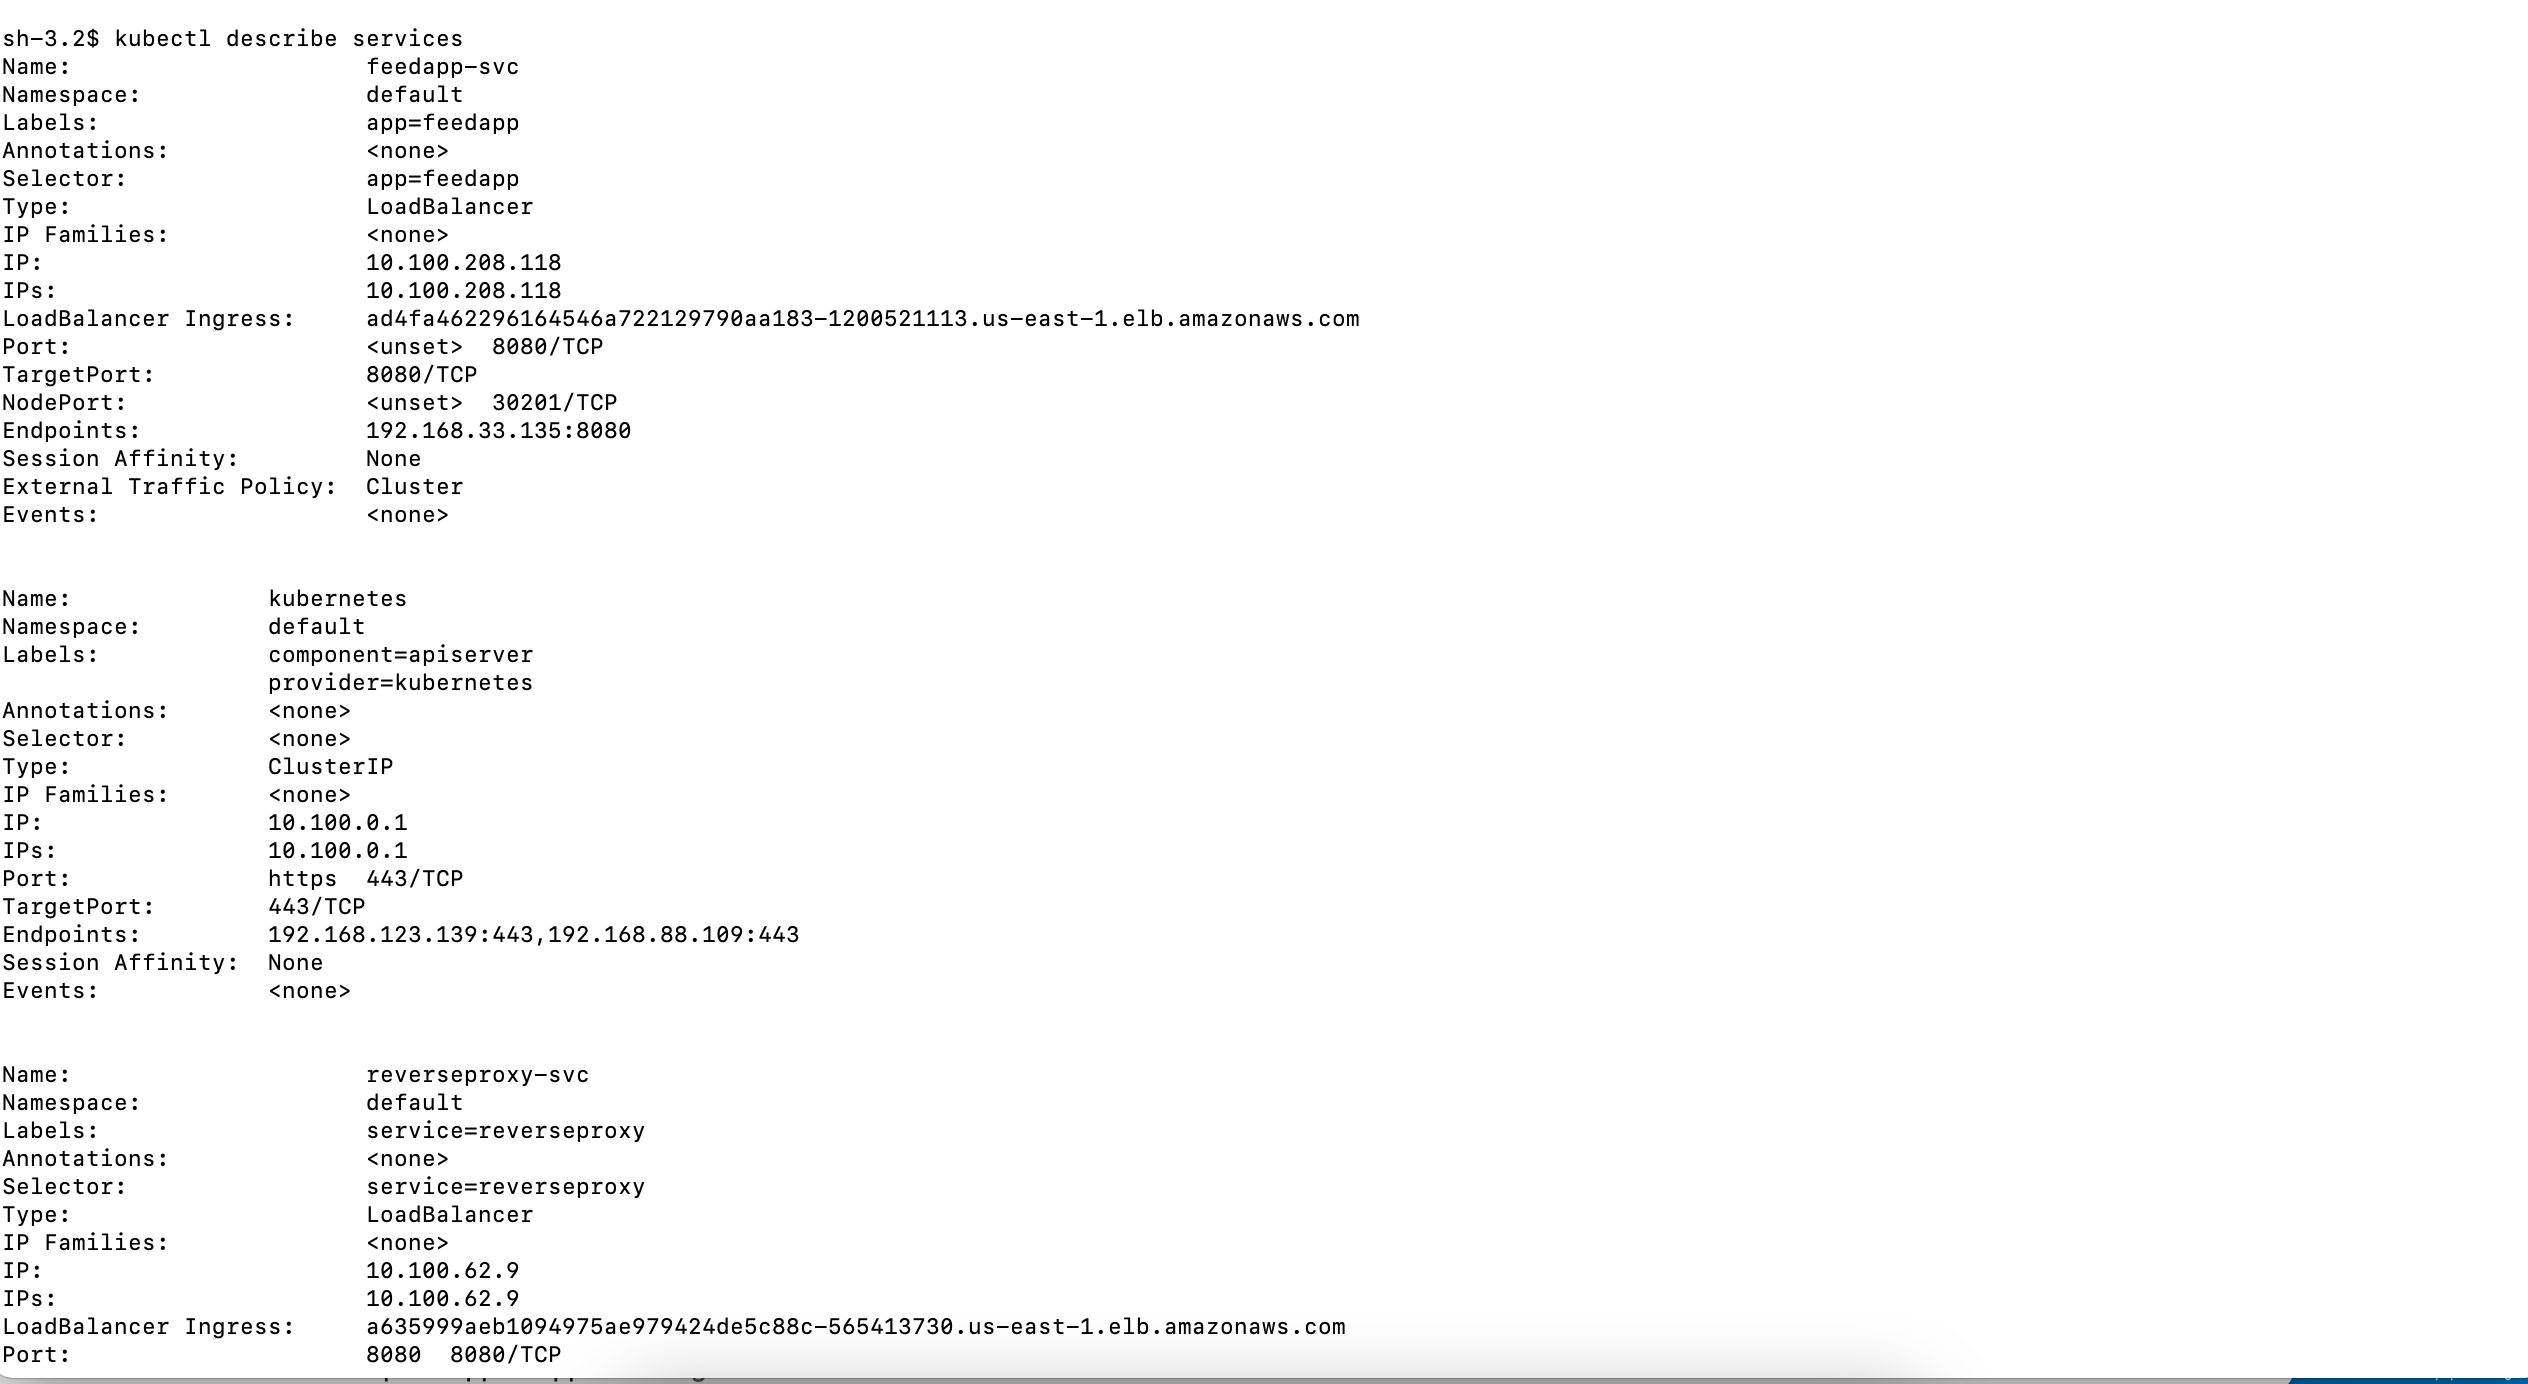 sh-3.2$ kubectl describe services
Name:                     feedapp-svc
Namespace:                default
Labels:                   app=feedapp
Annotations:              <none>
Selector:                 app=feedapp
Type:                     LoadBalancer
IP Families:              <none>
IP:                       10.100.208.118
IPs:                      10.100.208.118
LoadBalancer Ingress:     ad4fa462296164546a722129790aa183-1200521113.us-east-1.elb.amazonaws.com
Port:                     <unset>  8080/TCP
TargetPort:               8080/TCP
NodePort:                 <unset>  30201/TCP
Endpoints:                192.168.33.135:8080
Session Affinity:         None
External Traffic Policy:  Cluster
Events:                   <none>
Name:              kubernetes
Namespace:         default
Labels:            component=apiserver
                   provider=kubernetes
Annotations:       <none>
Selector:          <none>
Type:              ClusterIP
IP Families:       <none>
IP:                10.100.0.1
IPs:               10.100.0.1
Port:              https  443/TCP
TargetPort:        443/TCP
Endpoints:         192.168.123.139:443,192.168.88.109:443
Session Affinity:  None
Events:            <none>
Name:                     reverseproxy-svc
Namespace:                default
Labels:                   service=reverseproxy
Annotations:              <none>
Selector:                 service=reverseproxy
Type:                     LoadBalancer
IP Families:              <none>
IP:                       10.100.62.9
IPs:                      10.100.62.9
LoadBalancer Ingress:     a635999aeb1094975ae979424de5c88c-565413730.us-east-1.elb.amazonaws.com
Port:                     8080  8080/TCP